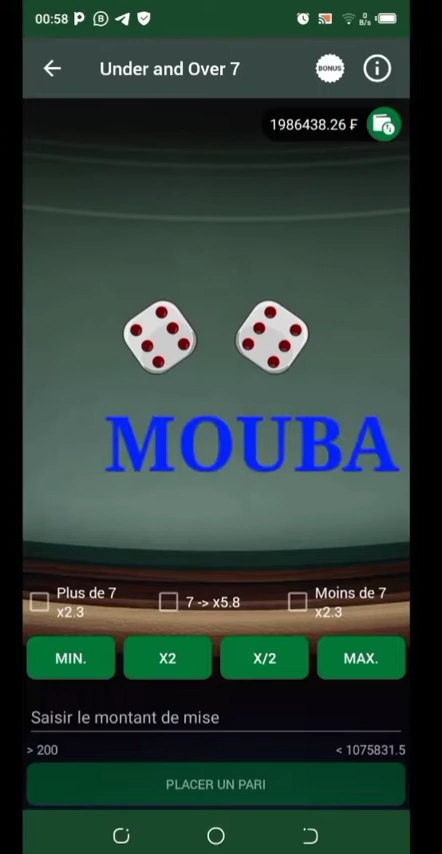 00:58
0 B/s
Under and Over 7
BONUS
1986438.26 ₣
MOUBA
Plus de 7 x2.3
7 -> x5.8
Moins de 7 x2.3
MIN.
X2
X/2
MAX.
Saisir le montant de mise
> 200
< 1075831.5
PLACER UN PARI